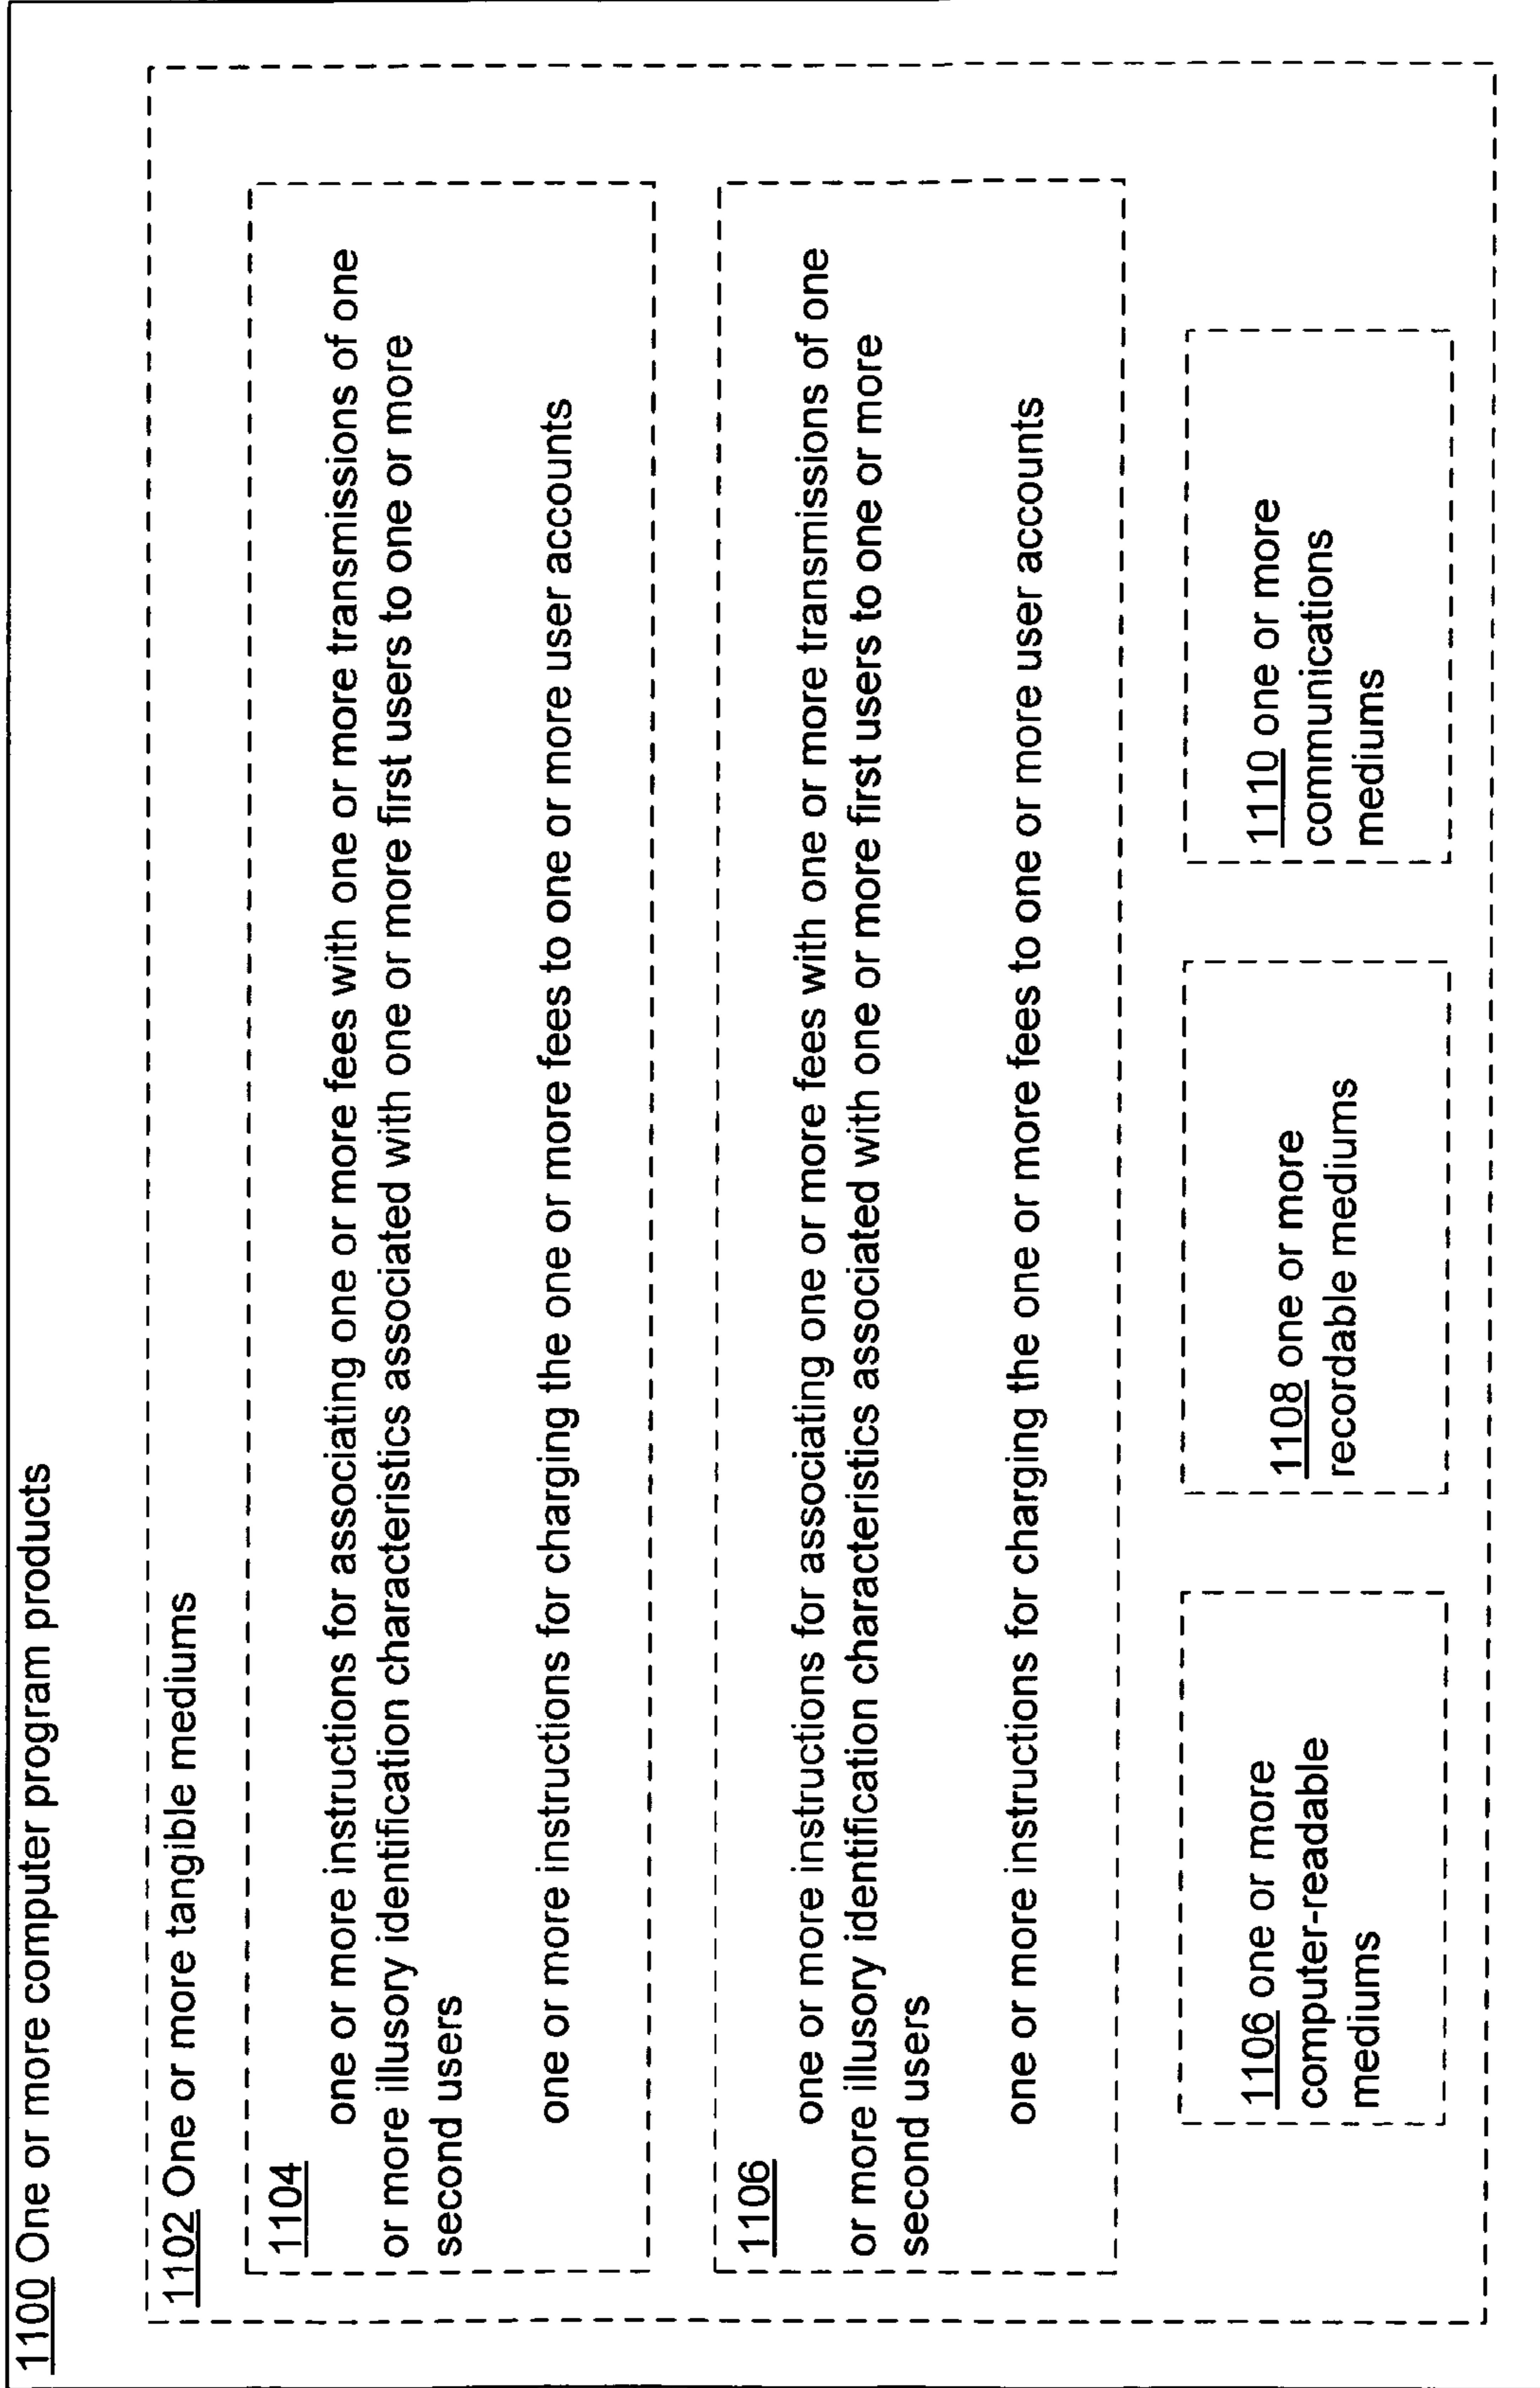 1100 One or more computer program products
1102 One or more tangible mediums
1104
one or more instructions for associating one or more fees with one or more transmissions of one
or more illusory identification characteristics associated with one or more first users to one or more
second users
one or more instructions for charging the one or more fees to one or more user accounts
1106
one or more instructions for associating one or more fees with one or more transmissions of one
or more illusory identification characteristics associated with one or more first users to one or more
second users
one or more instructions for charging the one or more fees to one or more user accounts
1106 one or more
computer-readable
mediums
1108 one or more
recordable mediums
1110 one or more
communications
mediums